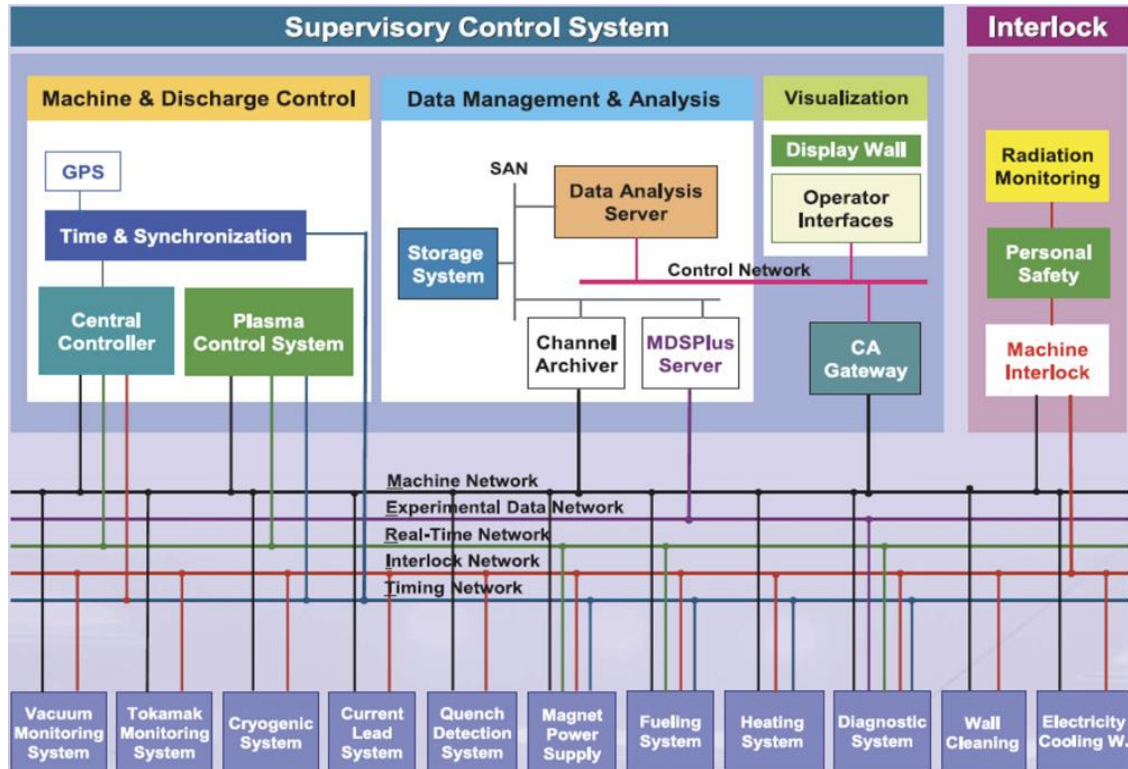 Supervisory Control System
Interlock
Machine & Discharge Control
Data Management & Analysis
Visualization
GPS
Time & Synchronization
Central
Controller
Plasma
Control System
SAN
Data Analysis
Server
Storage
System
Control Network
Channel
Archiver
MDSPlus
Server
Display Wall
Operator
Interfaces
CA
Gateway
Radiation
Monitoring
Personal
Safety
Machine
Interlock
Machine Network
Experimental Data Network
Real-Time Network
Interlock Network
Timing Network
Vacuum
Monitoring
System
Tokamak
Monitoring
System
Cryogenic
System
Current
Lead
System
Quench
Detection
System
Magnet
Power
Supply
Fueling
System
Heating
System
Diagnostic
System
Wall
Cleaning
Electricity
Cooling W.